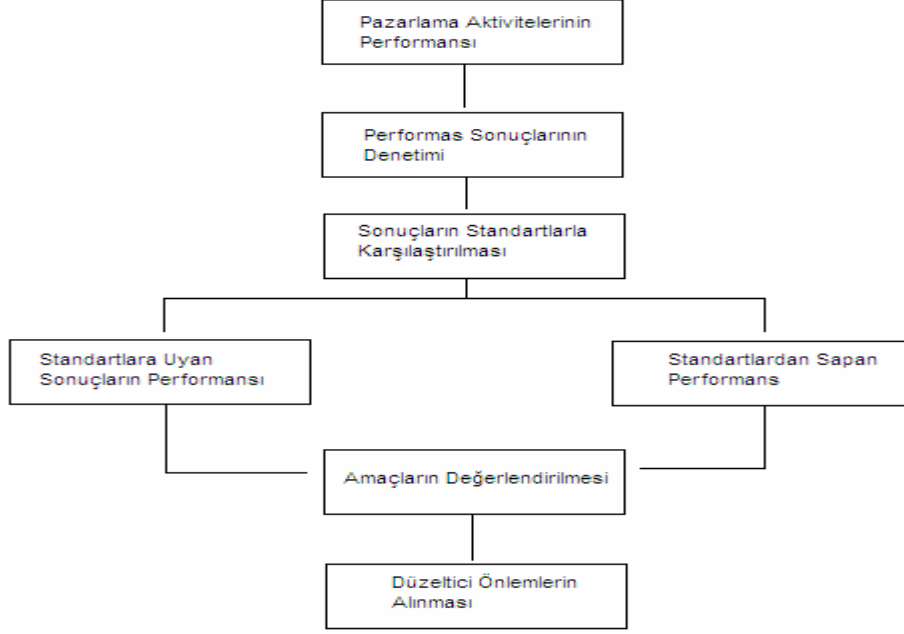 Pazarlama Aktivitelerinin
Performansı
Performas Sonuçlarının
Denetimi
Sonuçların Standartlarla
Karşılaştırılması
Standartlara Uyan
Sonuçların Performansı
Standartlardan Sapan
Performans
Amaçların Değerlendirilmesi
Düzeltici Önlemlerin
Alınması